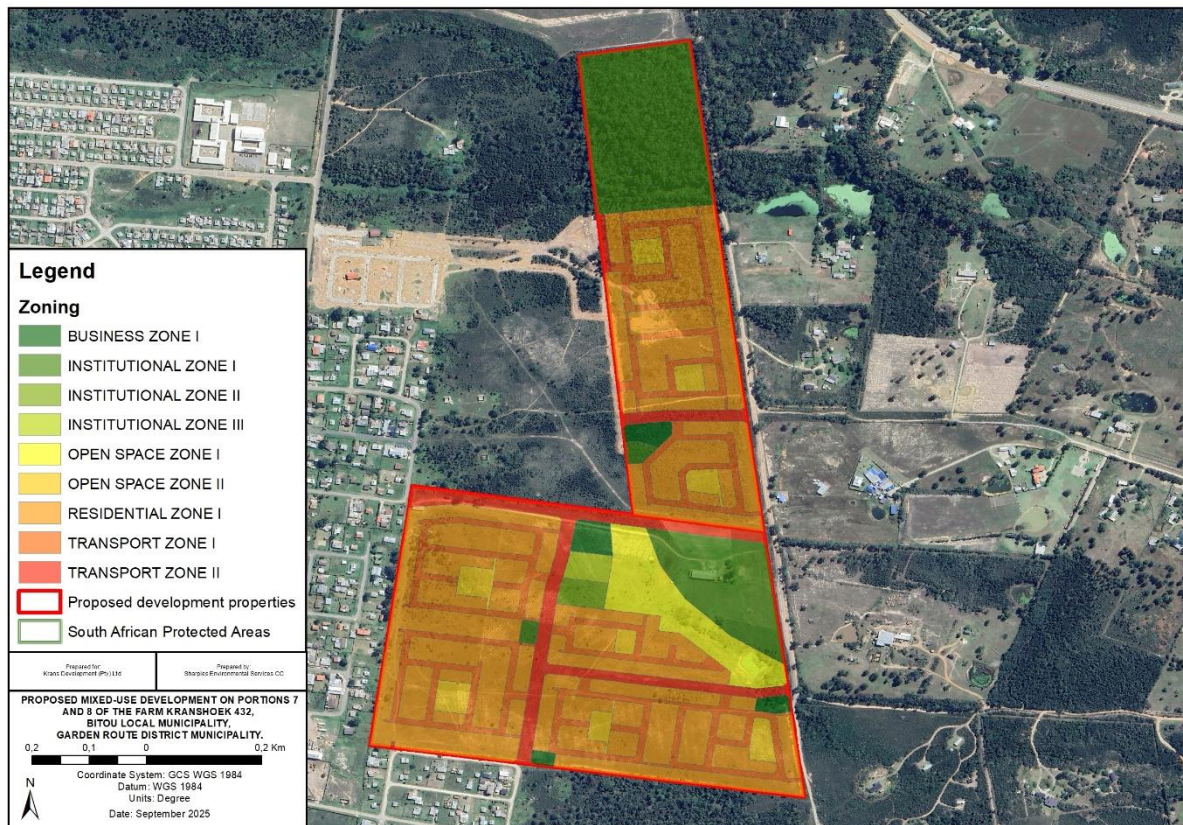 Legend
Zoning
BUSINESS ZONE I
INSTITUTIONAL ZONE I
INSTITUTIONAL ZONE II
INSTITUTIONAL ZONE III
OPEN SPACE ZONE I
OPEN SPACE ZONE II
RESIDENTIAL ZONE I
TRANSPORT ZONE I
TRANSPORT ZONE II
Proposed development properties
South African Protected Areas
Prepared for:
Krans Development (Pty) Ltd
Prepared by:
Sharples Environmental Services CC
PROPOSED MIXED-USE DEVELOPMENT ON PORTIONS 7
AND 8 OF THE FARM KRANSHOEK 432,
BITOU LOCAL MUNICIPALITY,
GARDEN ROUTE DISTRICT MUNICIPALITY.
0,2 0,1 0 0,2 Km
N
Coordinate System: GCS WGS 1984
Datum: WGS 1984
Units: Degree
Date: September 2025